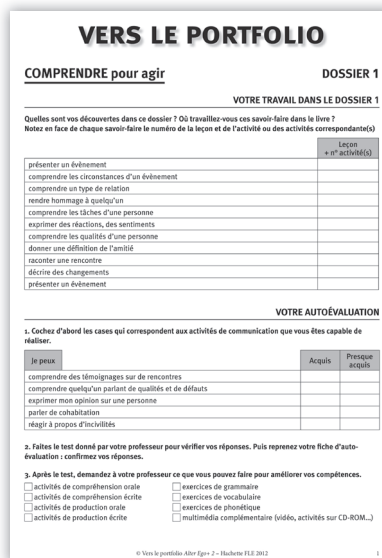 VERS LE PORTFOLIO
COMPRENDRE pour agir DOSSIER 1
VOTRE TRAVAIL DANS LE DOSSIER 1
Quelles sont vos découvertes dans ce dossier ? Où travaillez-vous ces savoir-faire dans le livre ?
Notez en face de chaque savoir-faire le numéro de la leçon et de l'activité ou des activités correspondante(s)
Leçon
+ n° activité(s)
présenter un évènement
comprendre les circonstances d'un évènement
comprendre un type de relation
rendre hommage à quelqu'un
comprendre les tâches d'une personne
exprimer des réactions, des sentiments
comprendre les qualités d'une personne
donner une définition de l'amitié
raconter une rencontre
décrire des changements
présenter un évènement
VOTRE AUTOÉVALUATION
1. Cochez d'abord les cases qui correspondent aux activités de communication que vous êtes capable de
réaliser.
Je peux Acquis Presque
acquis
comprendre des témoignages sur de rencontres
comprendre quelqu'un parlant de qualités et de défauts
exprimer mon opinion sur une personne
parler de cohabitation
réagir à propos d'incivilités
2. Faites le test donné par votre professeur pour vérifier vos réponses. Puis reprenez votre fiche d'auto-
évaluation : confirmez vos réponses.
3. Après le test, demandez à votre professeur ce que vous pouvez faire pour améliorer vos compétences.
activités de compréhension orale exercices de grammaire
activités de compréhension écrite exercices de vocabulaire
activités de production orale exercices de phonétique
activités de production écrite multimédia complémentaire (vidéo, activités sur CD-ROM...)
© Vers le portfolio Alter Ego+ 2 – Hachette FLE 2012 1